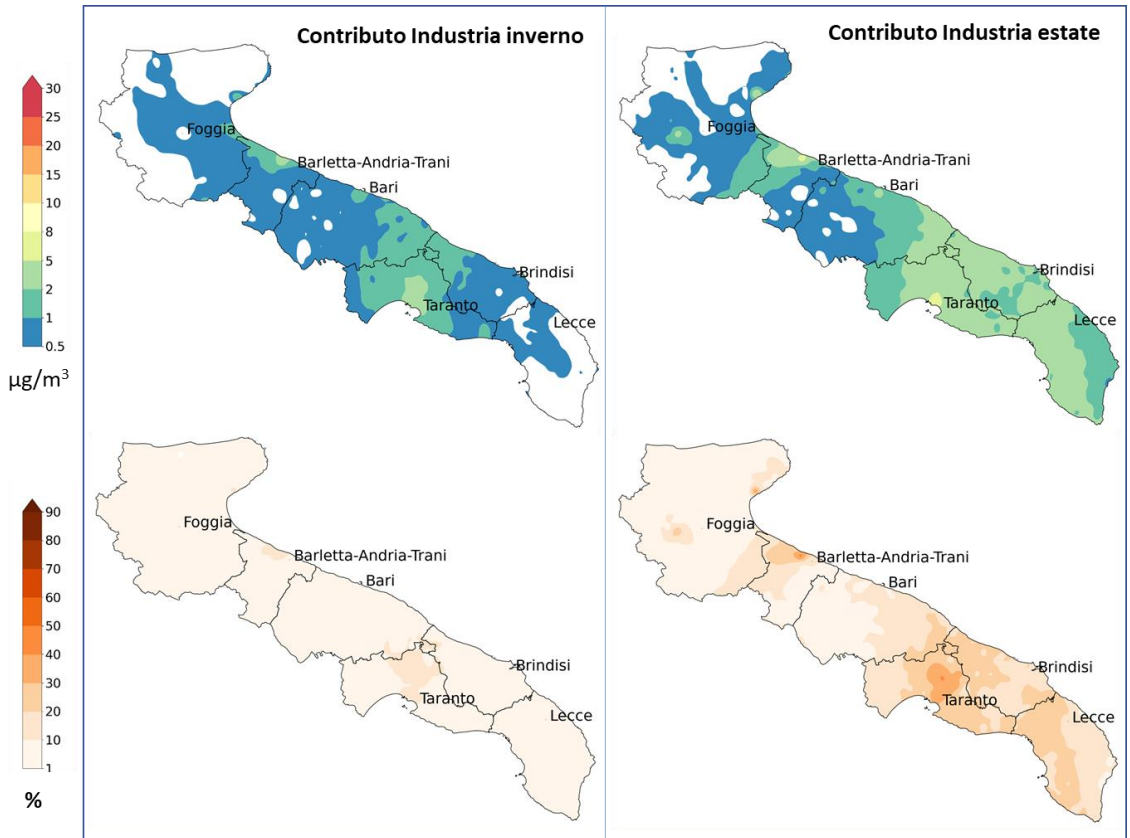 Contributo Industria inverno
Contributo Industria estate
30
25
20
15
10
8
5
2
1
0.5
µg/m³
Foggia
Barletta-Andria-Trani
Bari
Brindisi
Taranto
Lecce
Foggia
Barletta-Andria-Trani
Bari
Brindisi
Taranto
Lecce
90
80
70
60
50
40
30
20
10
1
%
Foggia
Barletta-Andria-Trani
Bari
Brindisi
Taranto
Lecce
Foggia
Barletta-Andria-Trani
Bari
Brindisi
Taranto
Lecce